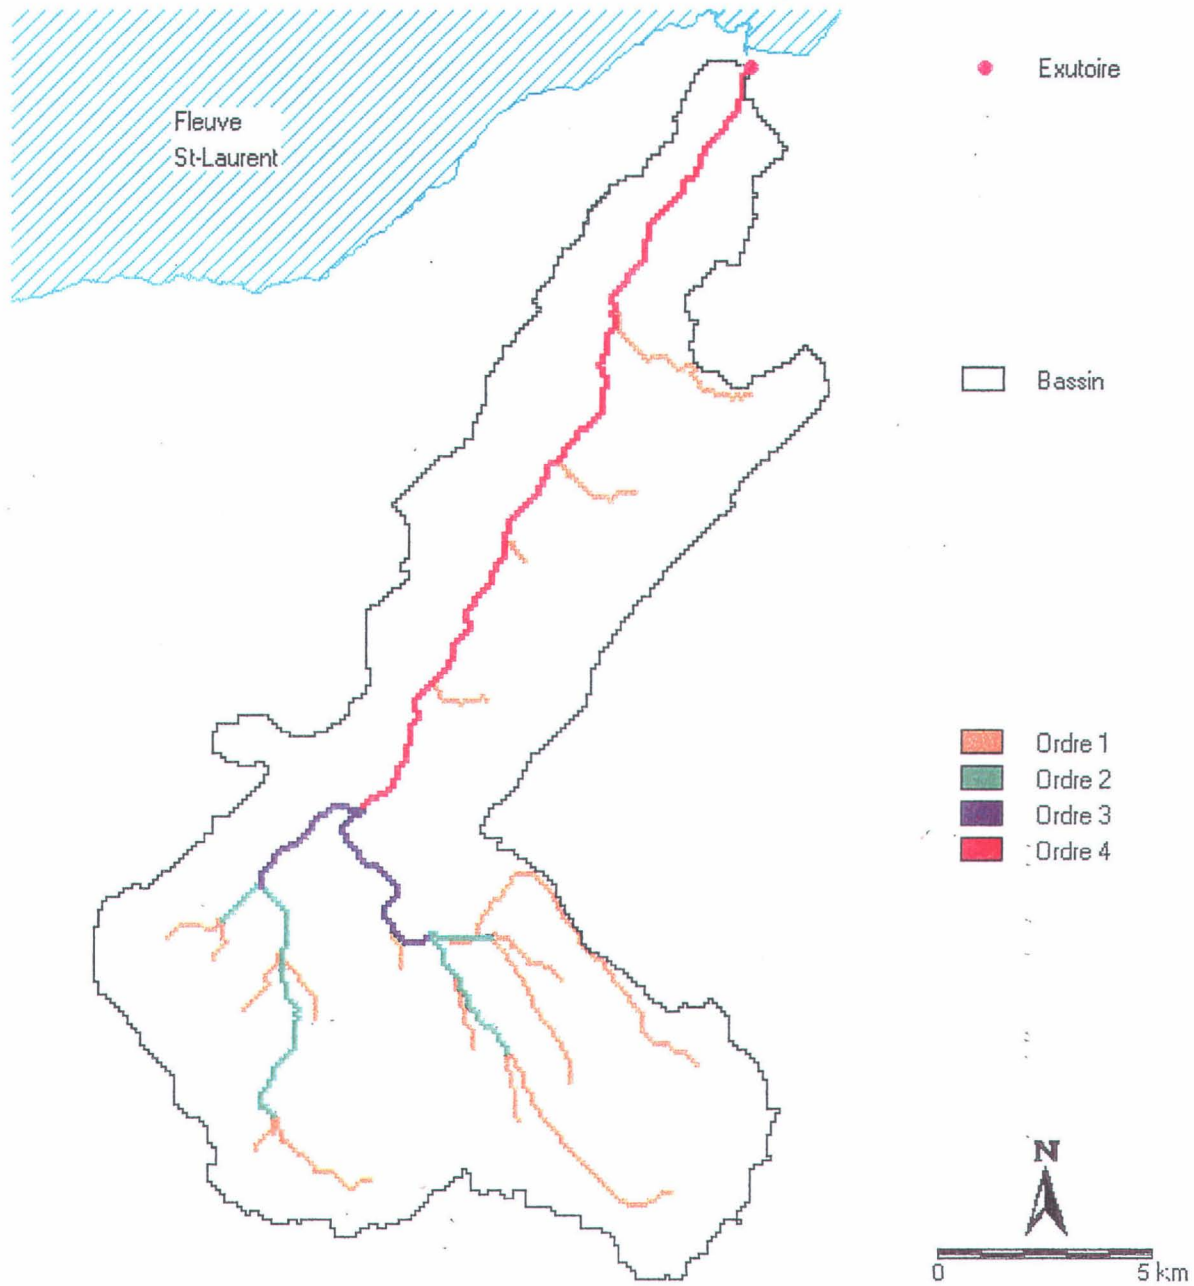 Exutoire
Fleuve
St-Laurent
Bassin
Ordre 1
Ordre 2
Ordre 3
Ordre 4
N
0 5 km